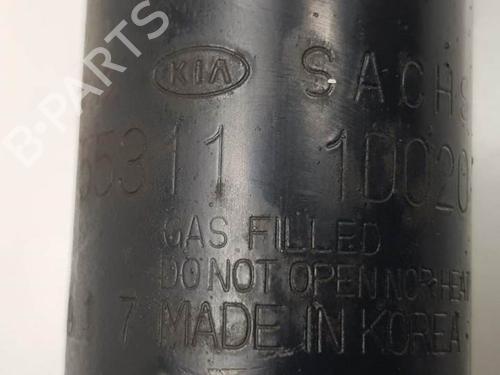 KIA SACHS
55311 1D020
GAS FILLED
DO NOT OPEN NOR HEAT
7 MADE IN KOREA
B-PARTS